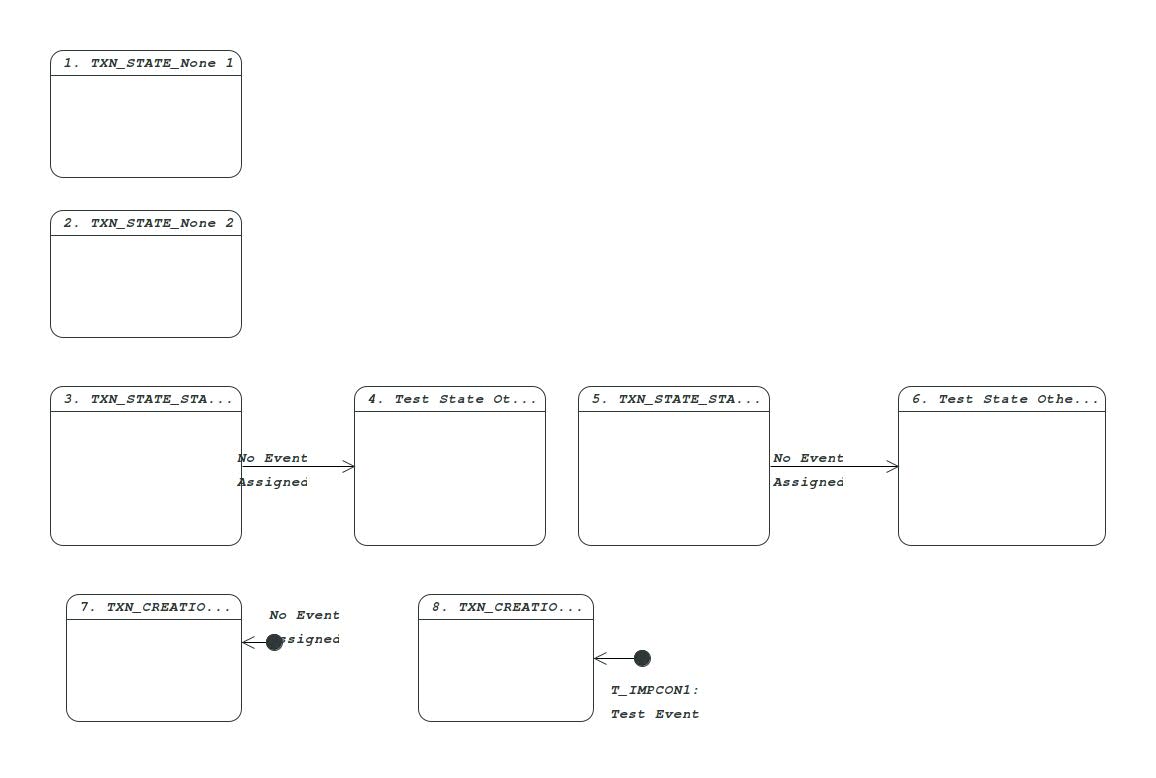 1. TXN_STATE_None 1
2. TXN_STATE_None 2
3. TXN_STATE_STA...
4. Test State Ot...
5. TXN_STATE_STA...
6. Test State Othe...
No Event
Assigned
No Event
Assigned
7. TXN_CREATIO...
No Event
ssigned
8. TXN_CREATIO...
T_IMPCON1:
Test Event